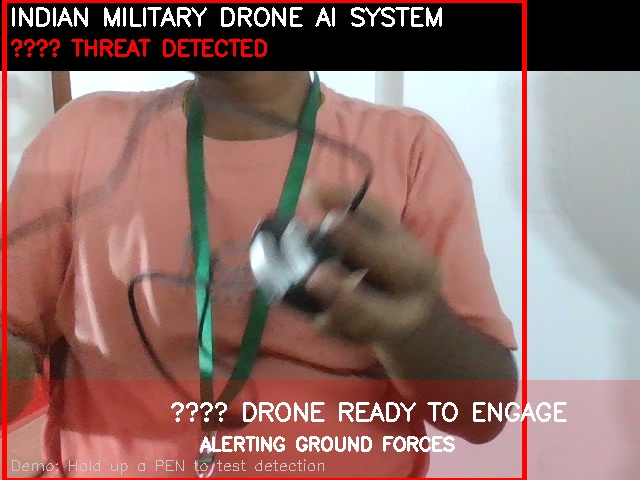 INDIAN MILITARY DRONE AI SYSTEM
???? THREAT DETECTED
???? DRONE READY TO ENGAGE
ALERTING GROUND FORCES
Demo: Hold up a PEN to test detection